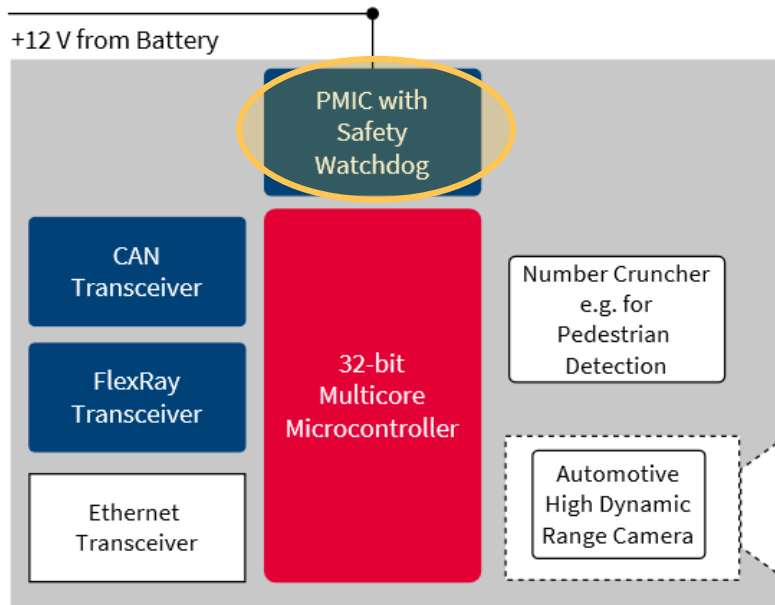 +12 V from Battery
PMIC with
Safety
Watchdog
CAN
Transceiver
FlexRay
Transceiver
Ethernet
Transceiver
32-bit
Multicore
Microcontroller
Number Cruncher
e.g. for
Pedestrian
Detection
Automotive
High Dynamic
Range Camera